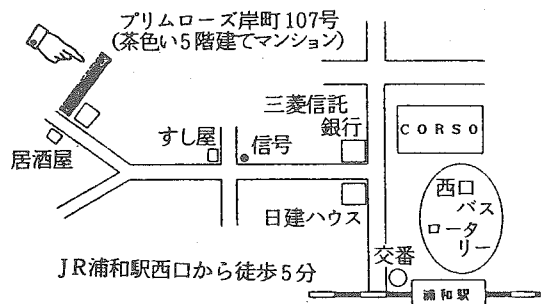 プリムローズ岸町107号
(茶色い5階建てマンション)
三菱信託
銀行
CORSO
すし屋
信号
居酒屋
西口
バス
ロータ
リー
日建ハウス
交番
JR浦和駅西口から徒歩5分
浦和駅